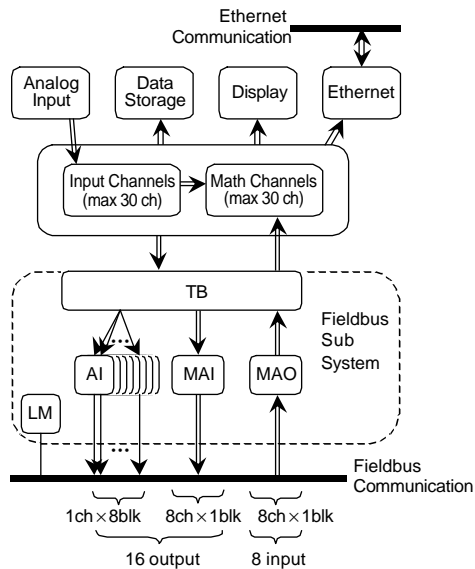 Ethernet
Communication
Analog
Input
Data
Storage
Display
Ethernet
Input Channels
(max 30 ch)
Math Channels
(max 30 ch)
TB
Fieldbus
Sub
System
...
AI
MAI
MAO
LM
...
Fieldbus
Communication
1ch×8blk
8ch×1blk
8ch×1blk
16 output
8 input